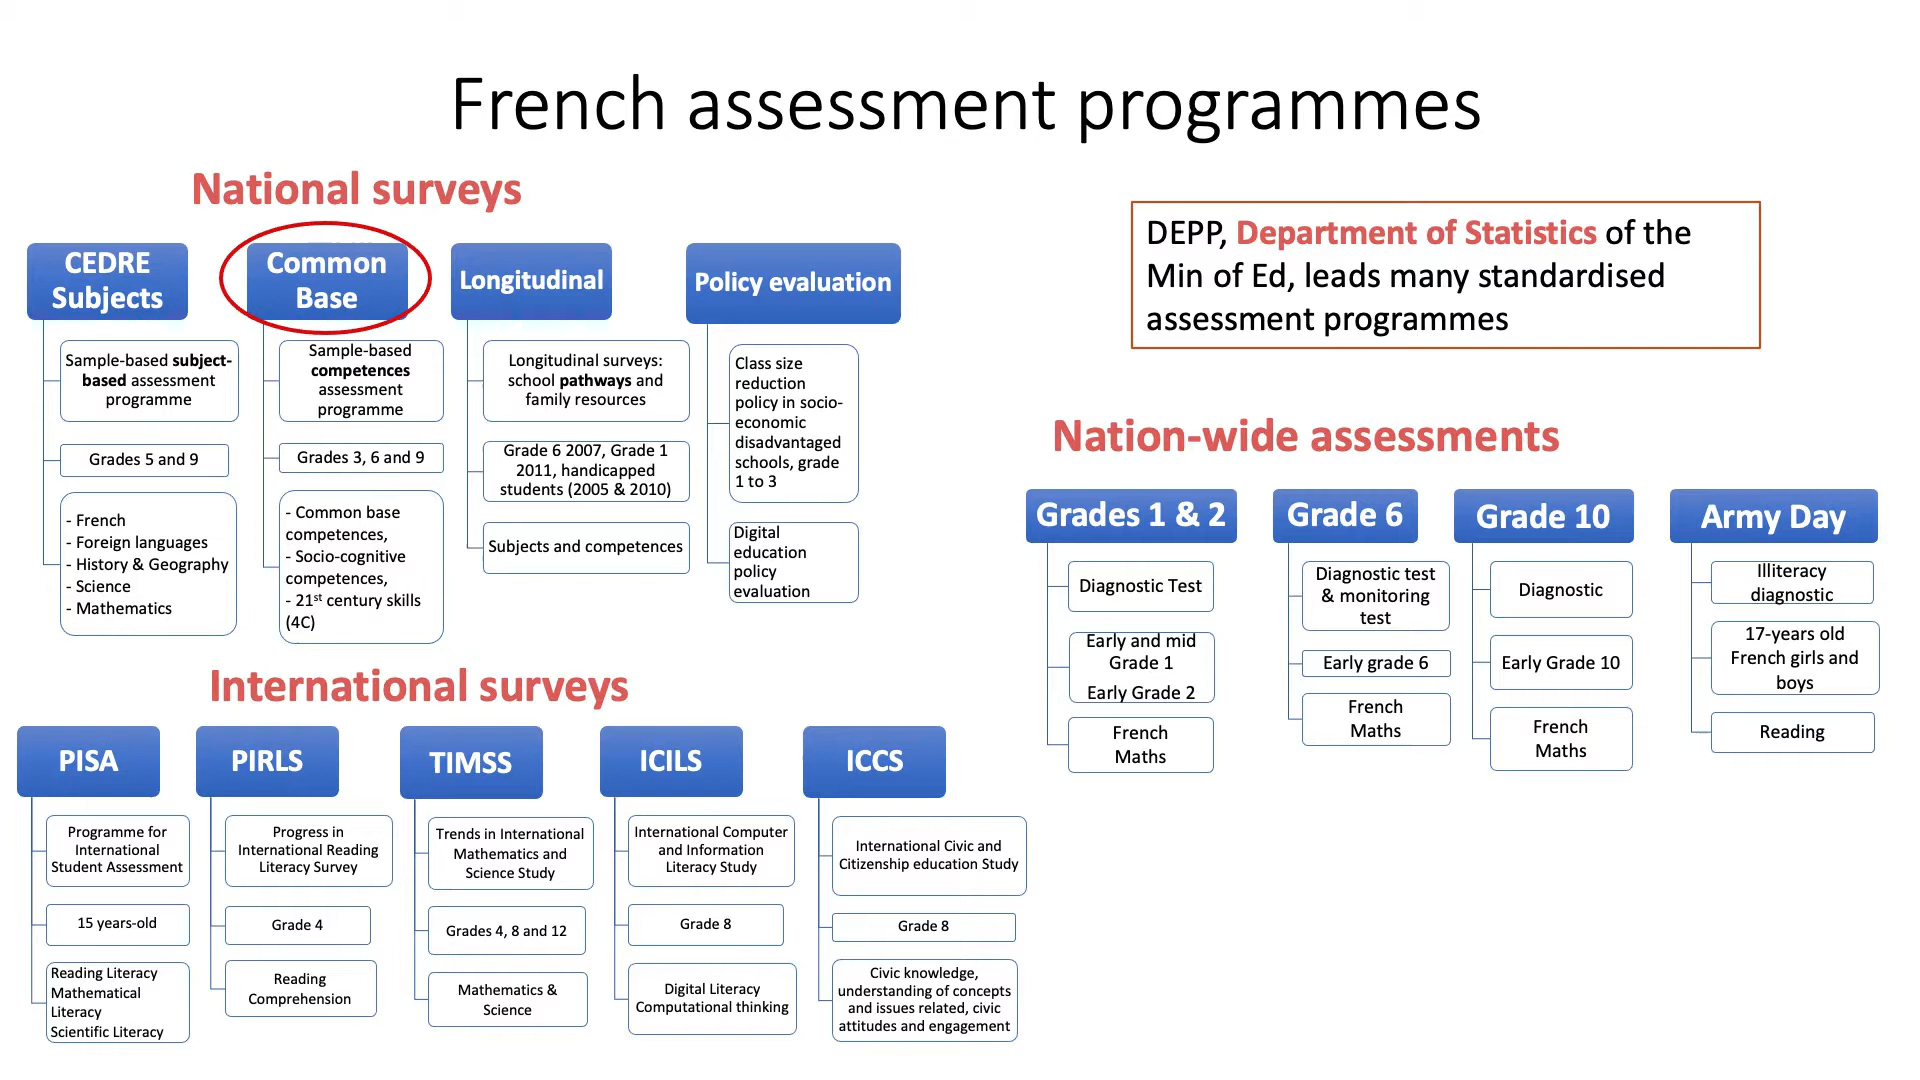 French assessment programmes
National surveys
CEDRE
Subjects
Sample-based subject-
based assessment
programme
Grades 5 and 9
- French
- Foreign languages
- History & Geography
- Science
- Mathematics
Common
Base
Sample-based
competences
assessment
programme
Grades 3, 6 and 9
- Common base
competences,
- Socio-cognitive
competences,
- 21st century skills
(4C)
Longitudinal
Longitudinal surveys:
school pathways and
family resources
Grade 6 2007, Grade 1
2011, handicapped
students (2005 & 2010)
Subjects and competences
Policy evaluation
Class size
reduction
policy in socio-
economic
disadvantaged
schools, grade
1 to 3
Digital
education
policy
evaluation
DEPP, Department of Statistics of the
Min of Ed, leads many standardised
assessment programmes
Nation-wide assessments
Grades 1 & 2
Diagnostic Test
Early and mid
Grade 1
Early Grade 2
French
Maths
Grade 6
Diagnostic test
& monitoring
test
Early grade 6
French
Maths
Grade 10
Diagnostic
Early Grade 10
French
Maths
Army Day
Illiteracy
diagnostic
17-years old
French girls and
boys
Reading
International surveys
PISA
Programme for
International
Student Assessment
15 years-old
Reading Literacy
Mathematical
Literacy
Scientific Literacy
PIRLS
Progress in
International Reading
Literacy Survey
Grade 4
Reading
Comprehension
TIMSS
Trends in International
Mathematics and
Science Study
Grades 4, 8 and 12
Mathematics &
Science
ICILS
International Computer
and Information
Literacy Study
Grade 8
Digital Literacy
Computational thinking
ICCS
International Civic and
Citizenship education Study
Grade 8
Civic knowledge,
understanding of concepts
and issues related, civic
attitudes and engagement